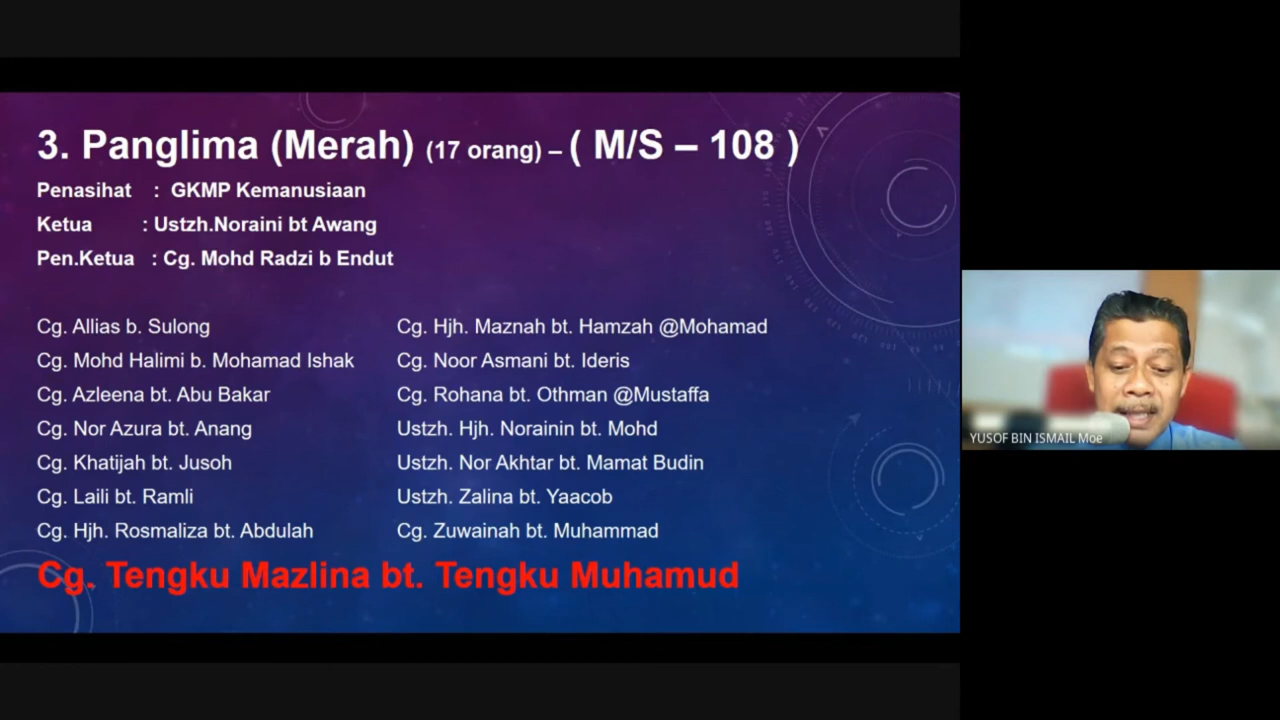 3. Panglima (Merah) (17 orang) – ( M/S – 108 )
Penasihat : GKMP Kemanusiaan
Ketua : Ustzh.Noraini bt Awang
Pen.Ketua : Cg. Mohd Radzi b Endut
Cg. Allias b. Sulong
Cg. Mohd Halimi b. Mohamad Ishak
Cg. Azleena bt. Abu Bakar
Cg. Nor Azura bt. Anang
Cg. Khatijah bt. Jusoh
Cg. Laili bt. Ramli
Cg. Hjh. Rosmaliza bt. Abdulah
Cg. Hjh. Maznah bt. Hamzah @Mohamad
Cg. Noor Asmani bt. Ideris
Cg. Rohana bt. Othman @Mustaffa
Ustzh. Hjh. Norainin bt. Mohd
Ustzh. Nor Akhtar bt. Mamat Budin
Ustzh. Zalina bt. Yaacob
Cg. Zuwainah bt. Muhammad
Cg. Tengku Mazlina bt. Tengku Muhamud
YUSOF BIN ISMAIL Moe